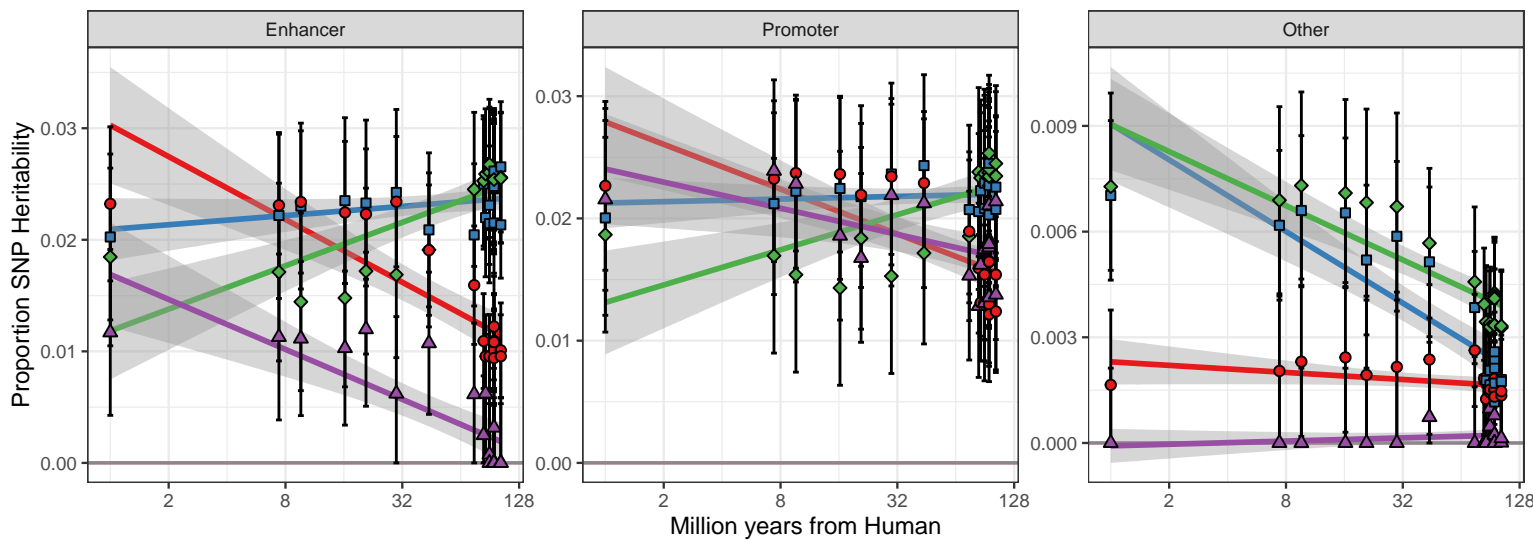 Enhancer
Promoter
Other
Proportion SNP Heritability
0.03
0.02
0.01
0.00
0.03
0.02
0.01
0.00
0.009
0.006
0.003
0.000
2 8 32 128
2 8 32 128
2 8 32 128
Million years from Human